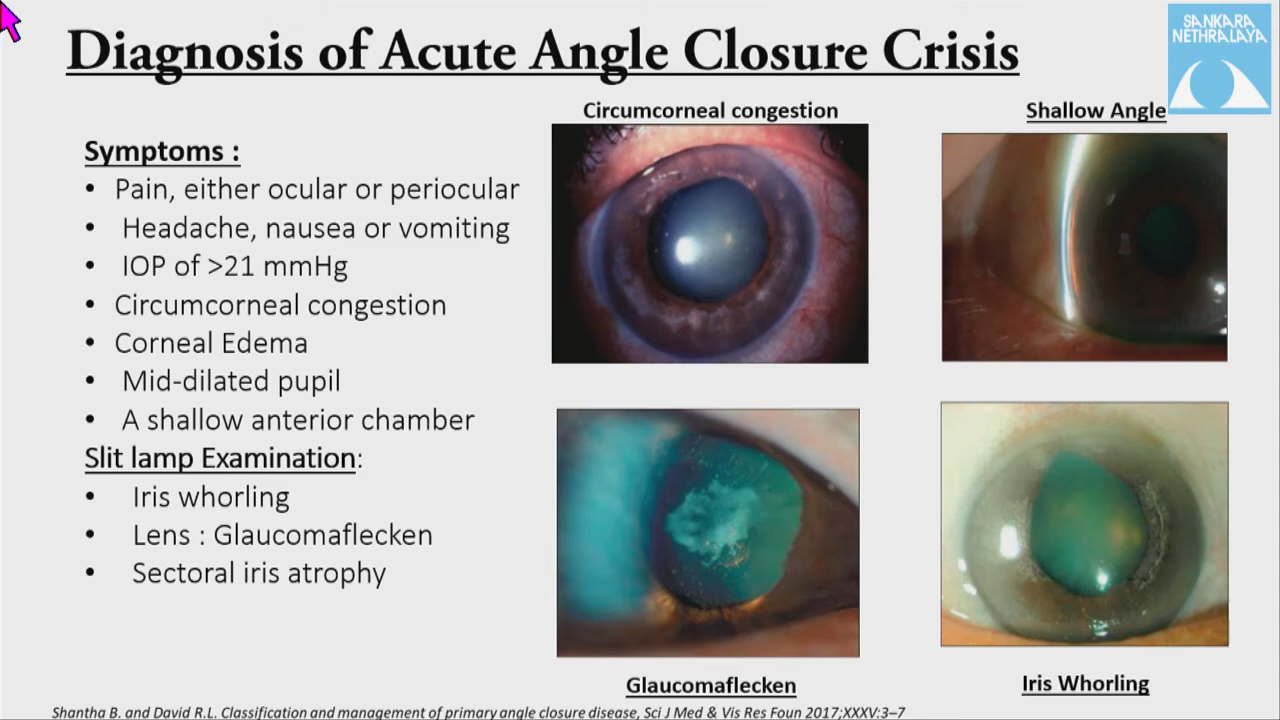 Diagnosis of Acute Angle Closure Crisis
SANKARA
NETHRALAYA
Symptoms :
• Pain, either ocular or periocular
• Headache, nausea or vomiting
• IOP of >21 mmHg
• Circumcorneal congestion
• Corneal Edema
• Mid-dilated pupil
• A shallow anterior chamber
Slit lamp Examination:
• Iris whorling
• Lens : Glaucomaflecken
• Sectoral iris atrophy
Circumcorneal congestion
Shallow Angle
Glaucomaflecken
Iris Whorling
Shantha B. and David R.L. Classification and management of primary angle closure disease, Sci J Med & Vis Res Foun 2017;XXXV:3–7